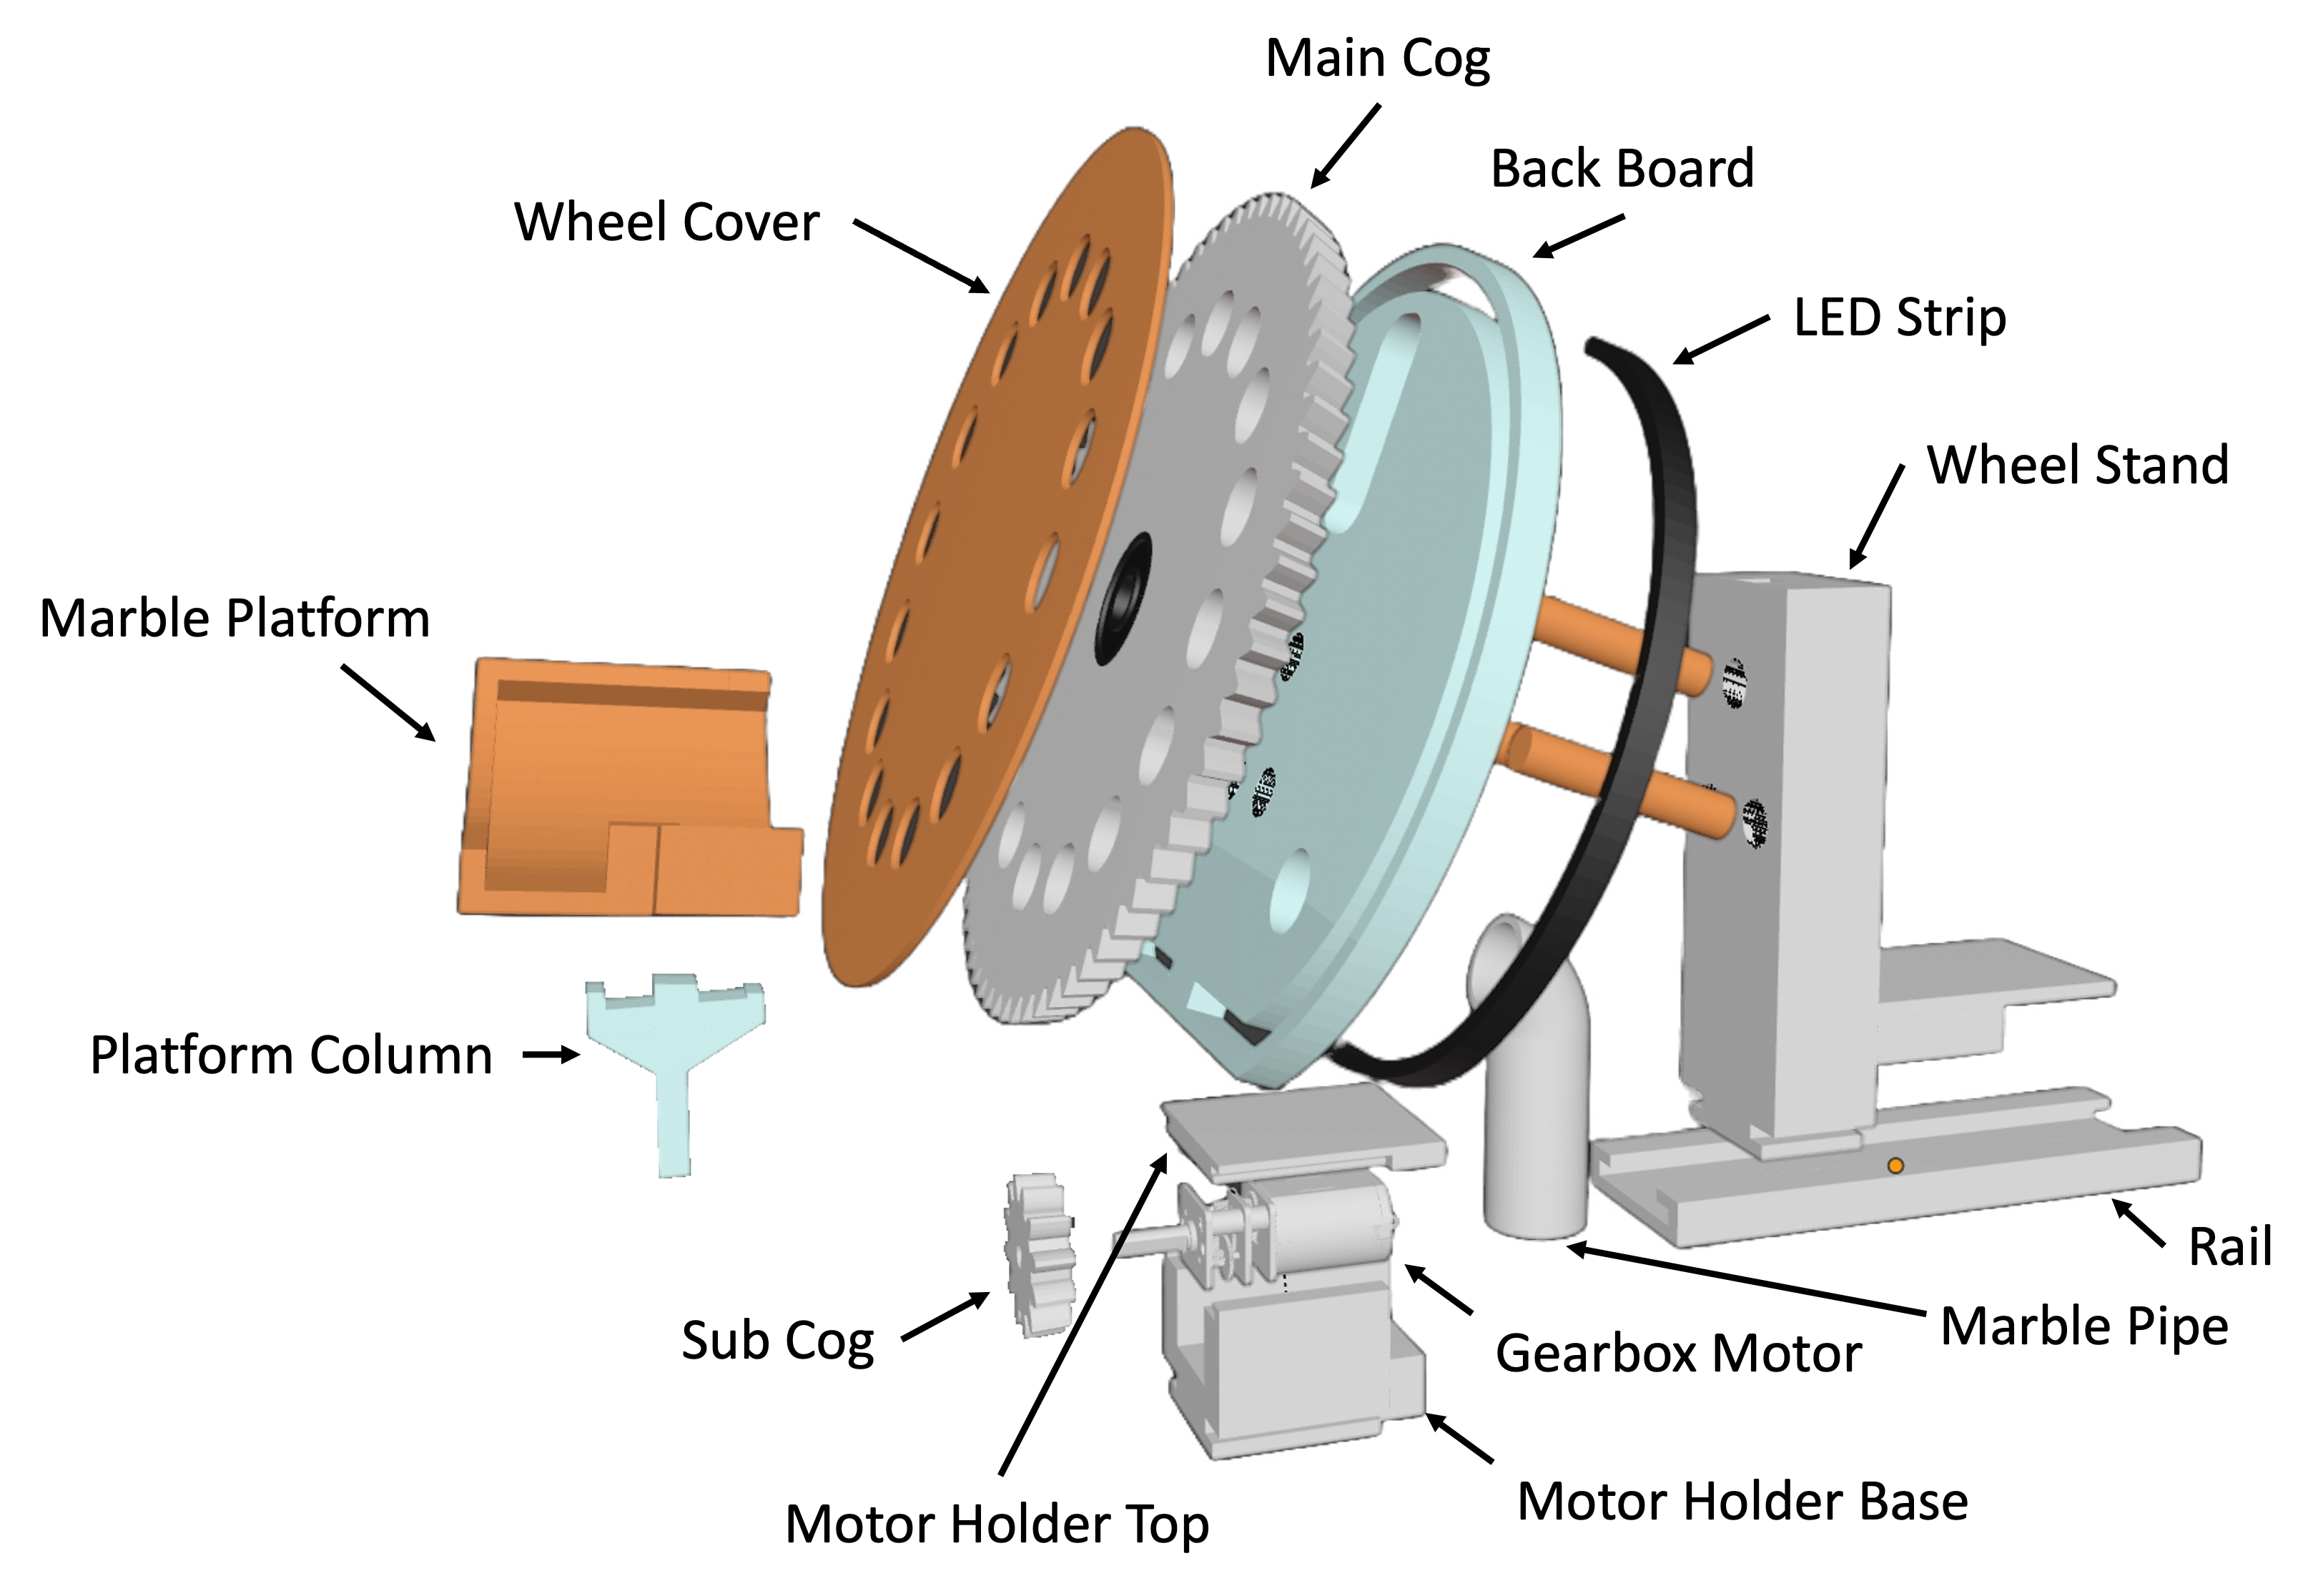 Main Cog
Back Board
Wheel Cover
LED Strip
Wheel Stand
Marble Platform
Platform Column
Rail
Sub Cog
Marble Pipe
Gearbox Motor
Motor Holder Base
Motor Holder Top